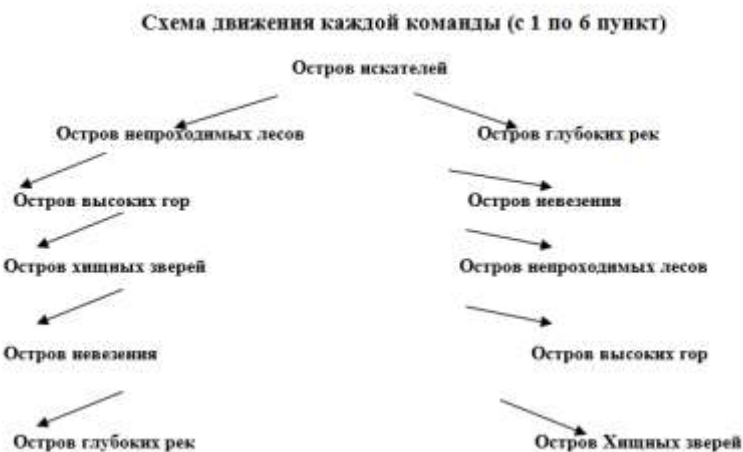 Схема движения каждой команды (с 1 по 6 пункт)
Остров искателей
Остров непроходимых лесов
Остров глубоких рек
Остров высоких гор
Остров невезения
Остров хищных зверей
Остров непроходимых лесов
Остров невезения
Остров высоких гор
Остров глубоких рек
Остров Хищных зверей